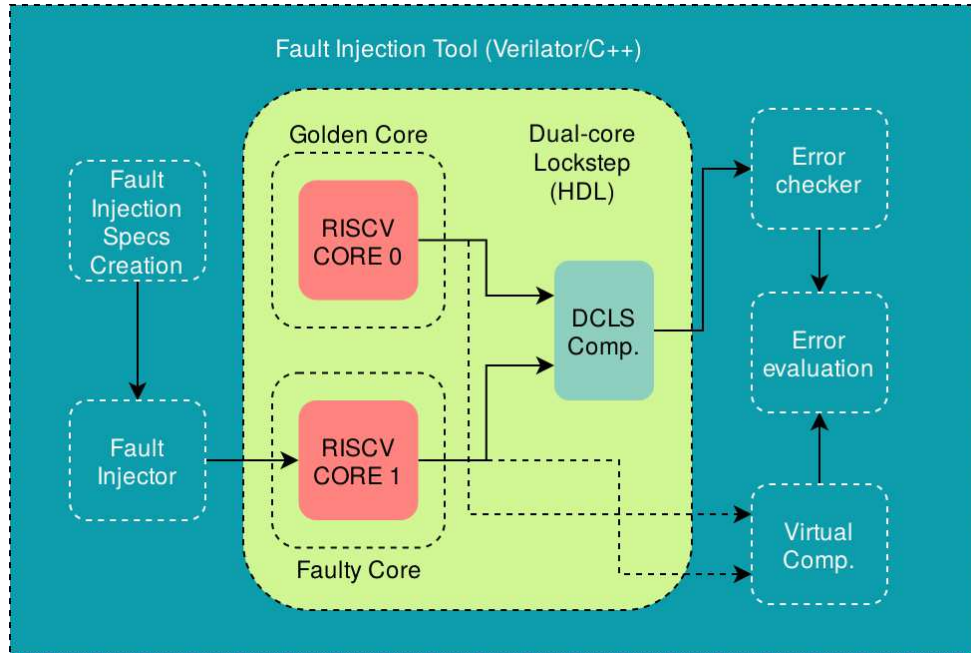 Fault Injection Tool (Verilator/C++)
Golden Core
Dual-core
Lockstep
(HDL)
Fault
Injection
Specs
Creation
RISCV
CORE 0
DCLS
Comp.
Error
checker
Error
evaluation
Fault
Injector
RISCV
CORE 1
Faulty Core
Virtual
Comp.